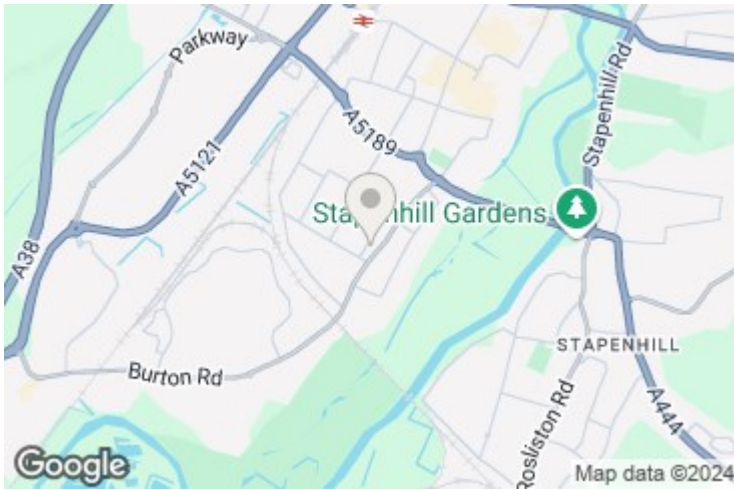 Parkway
A5121
A5189
Stapenhill Rd
A38
Stapenhill Gardens
STAPENHILL
Burton Rd
A444
Rosliston Rd
Google
Map data ©2024